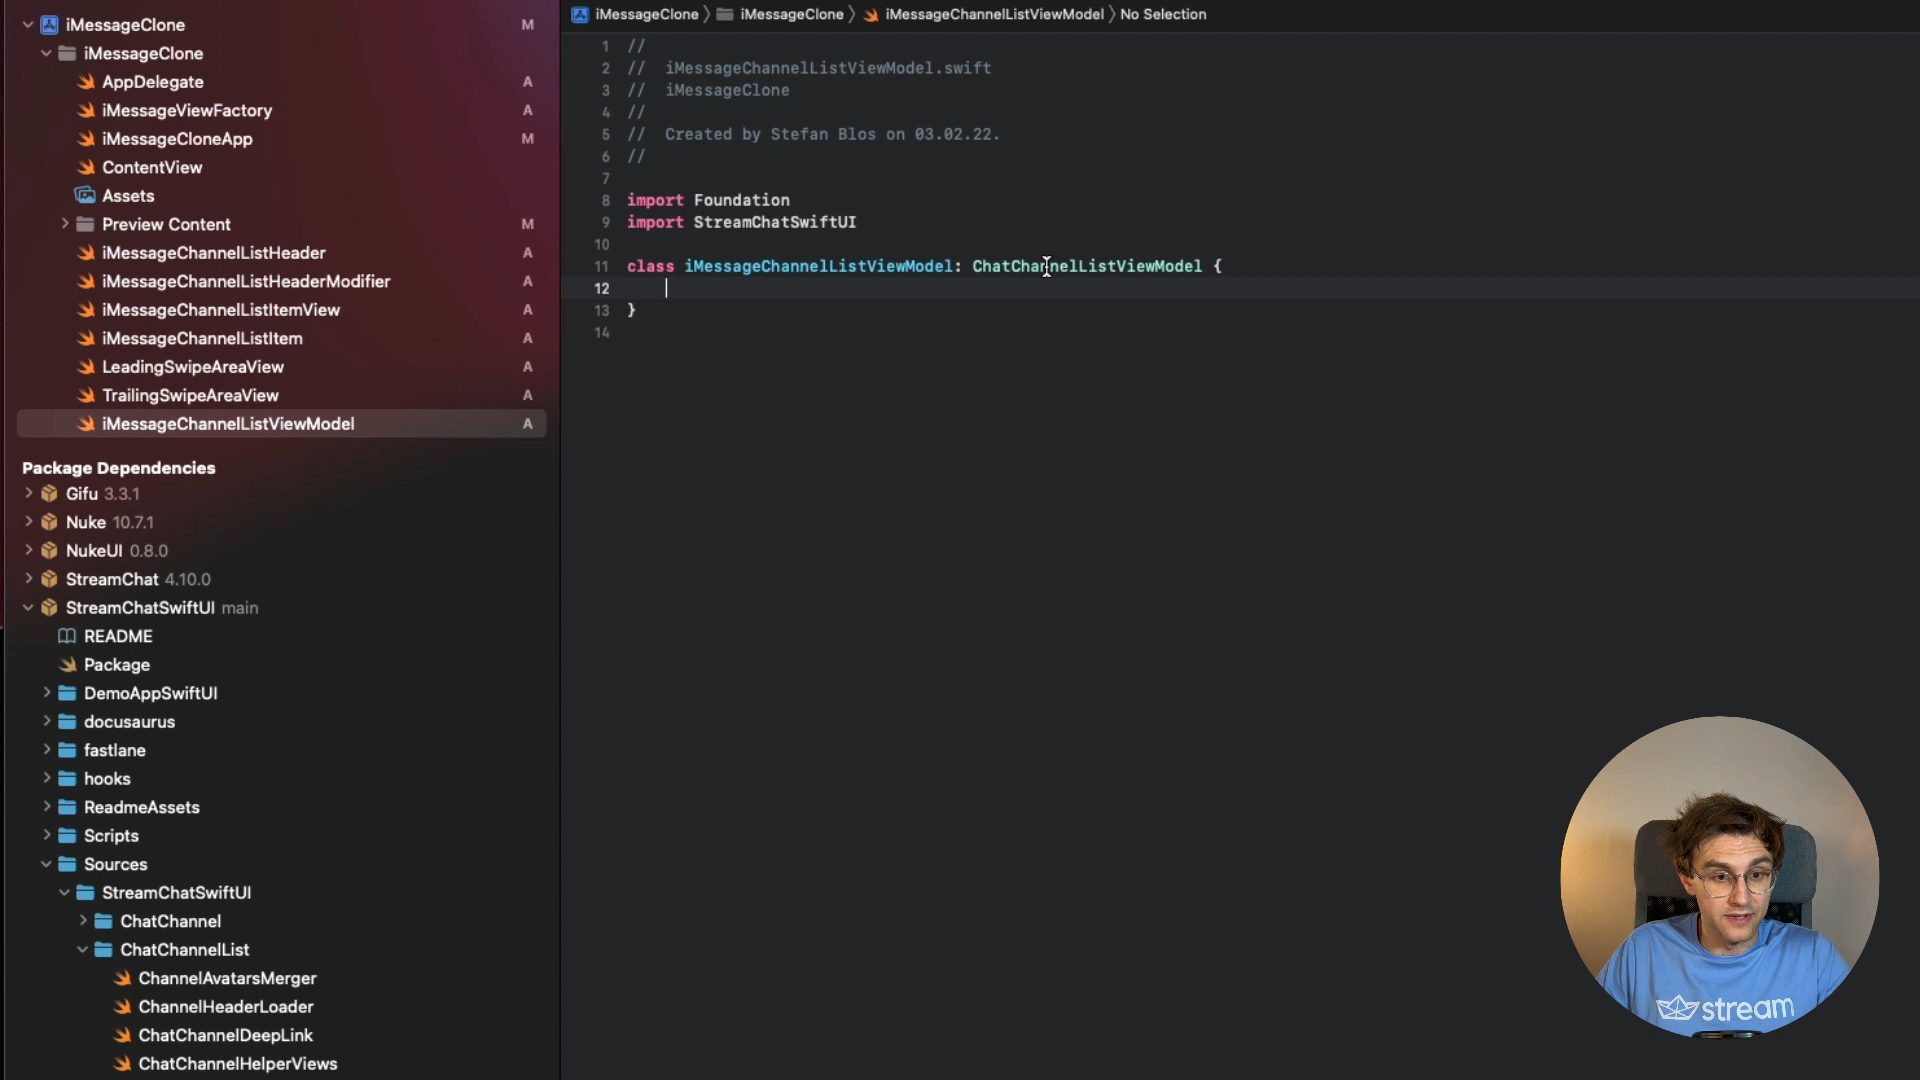 iMessageClone M
iMessageClone
AppDelegate A
iMessageViewFactory A
iMessageCloneApp M
ContentView
Assets
Preview Content M
iMessageChannelListHeader A
iMessageChannelListHeaderModifier A
iMessageChannelListItemView A
iMessageChannelListItem A
LeadingSwipeAreaView A
TrailingSwipeAreaView A
iMessageChannelListViewModel A
Package Dependencies
Gifu 3.3.1
Nuke 10.7.1
NukeUI 0.8.0
StreamChat 4.10.0
StreamChatSwiftUI main
README
Package
DemoAppSwiftUI
docusaurus
fastlane
hooks
ReadmeAssets
Scripts
Sources
StreamChatSwiftUI
ChatChannel
ChatChannelList
ChannelAvatarsMerger
ChannelHeaderLoader
ChatChannelDeepLink
ChatChannelHelperViews
iMessageClone iMessageClone iMessageChannelListViewModel No Selection
1 //
2 // iMessageChannelListViewModel.swift
3 // iMessageClone
4 //
5 // Created by Stefan Blos on 03.02.22.
6 //
7
8 import Foundation
9 import StreamChatSwiftUI
10
11 class iMessageChannelListViewModel: ChatChannelListViewModel {
12
13 }
14
stream